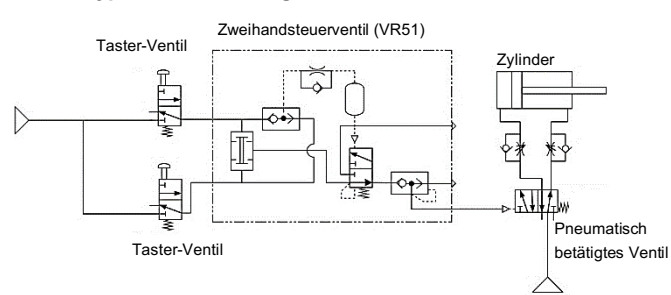 Zweihandsteuerventil (VR51)
Taster-Ventil
Zylinder
Taster-Ventil
Pneumatisch
betätigtes Ventil